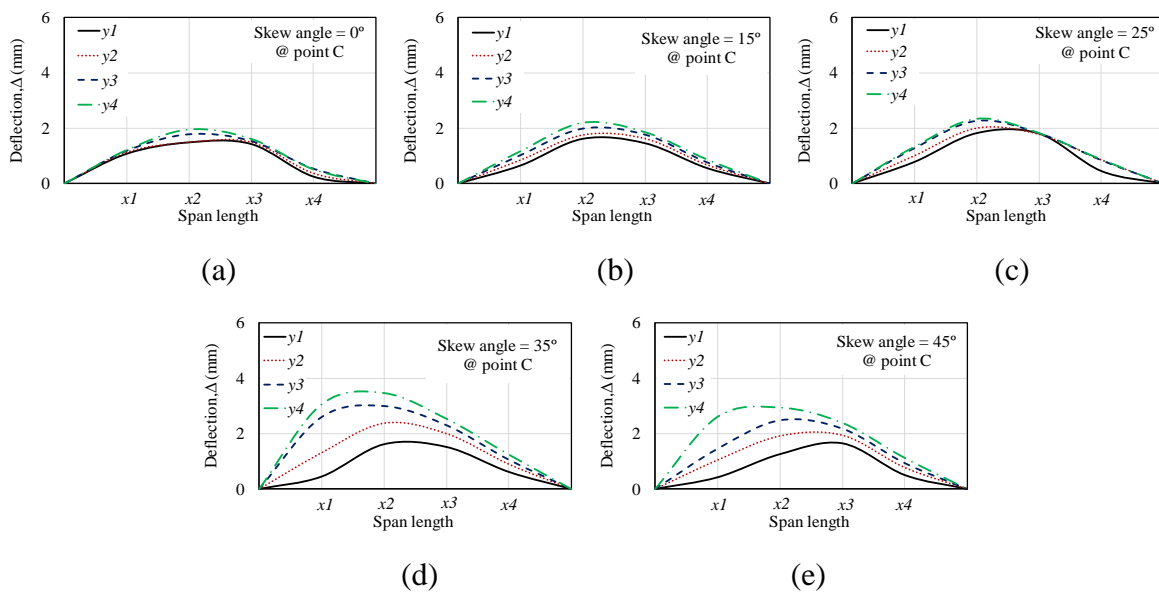 6
4
2
0
Deflection,Δ (mm)
y1
y2
y3
y4
Skew angle = 0º
@ point C
x1 x2 x3 x4
Span length
(a)
6
4
2
0
Deflection,Δ (mm)
y1
y2
y3
y4
Skew angle = 15º
@ point C
x1 x2 x3 x4
Span length
(b)
6
4
2
0
Deflection,Δ (mm)
y1
y2
y3
y4
Skew angle = 25º
@ point C
x1 x2 x3 x4
Span length
(c)
6
4
2
0
Deflection,Δ (mm)
y1
y2
y3
y4
Skew angle = 35º
@ point C
x1 x2 x3 x4
Span length
(d)
6
4
2
0
Deflection,Δ (mm)
y1
y2
y3
y4
Skew angle = 45º
@ point C
x1 x2 x3 x4
Span length
(e)